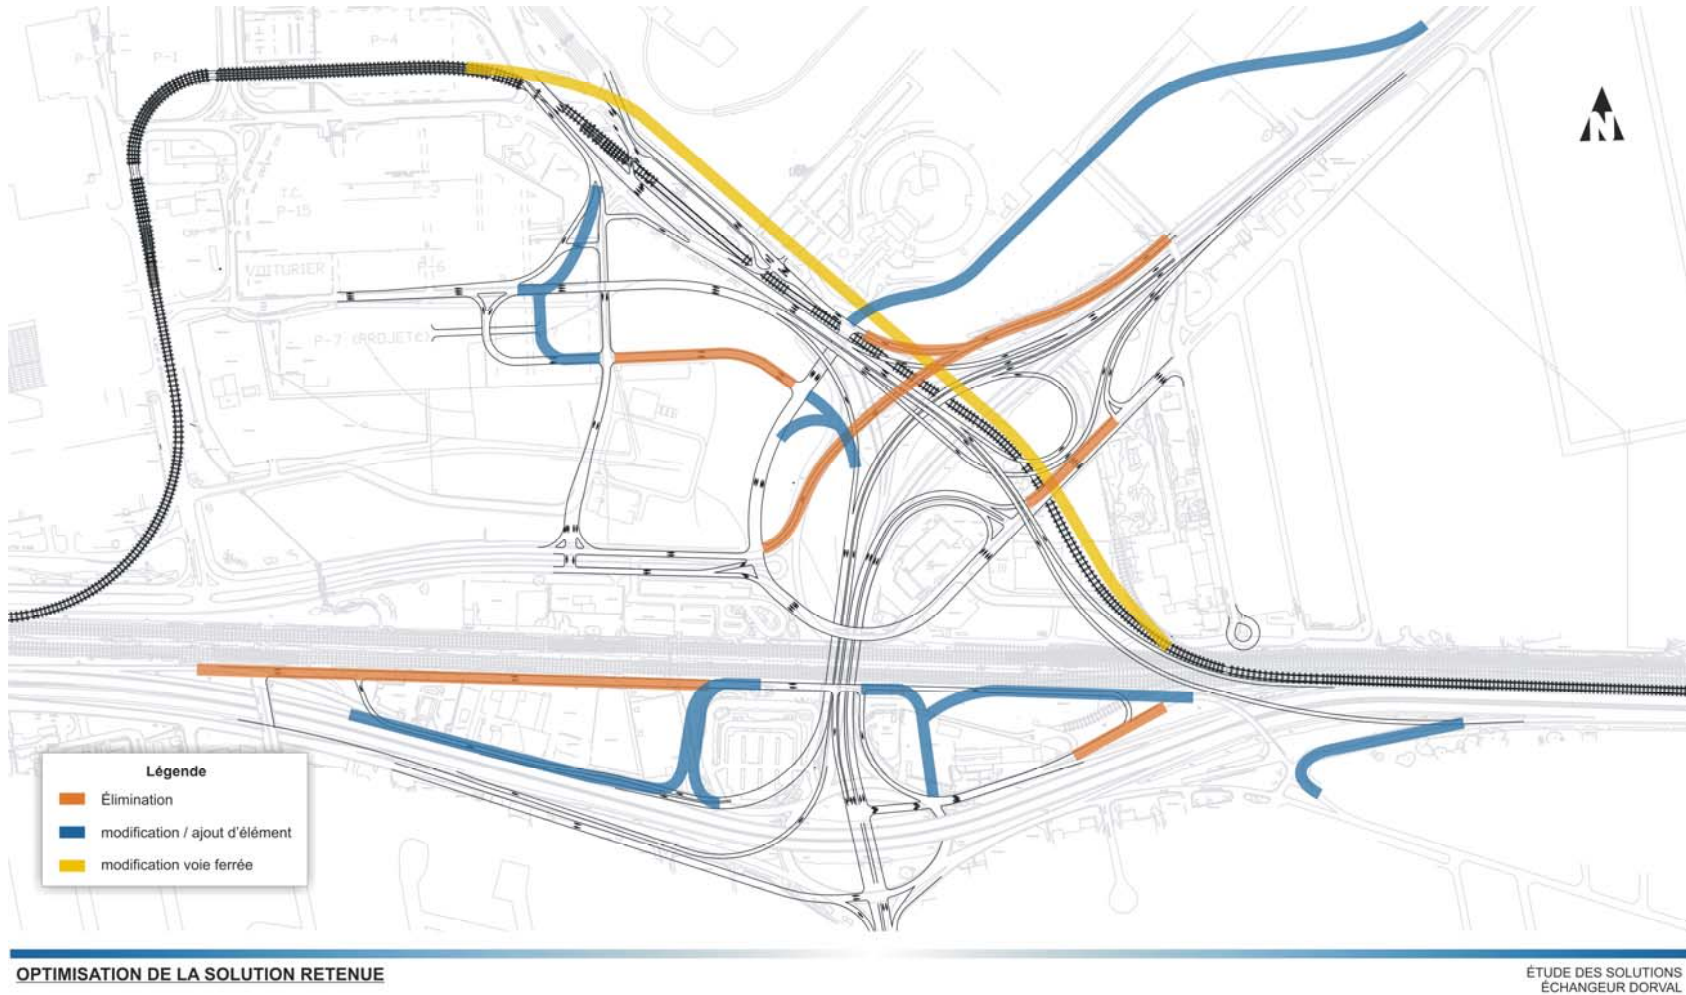 P-4
P-1
N
P-15
VOITURIER
P-6
P-7 (PROJETÉ)
Légende
Élimination
modification / ajout d'élément
modification voie ferrée
OPTIMISATION DE LA SOLUTION RETENUE
ÉTUDE DES SOLUTIONS
ÉCHANGEUR DORVAL